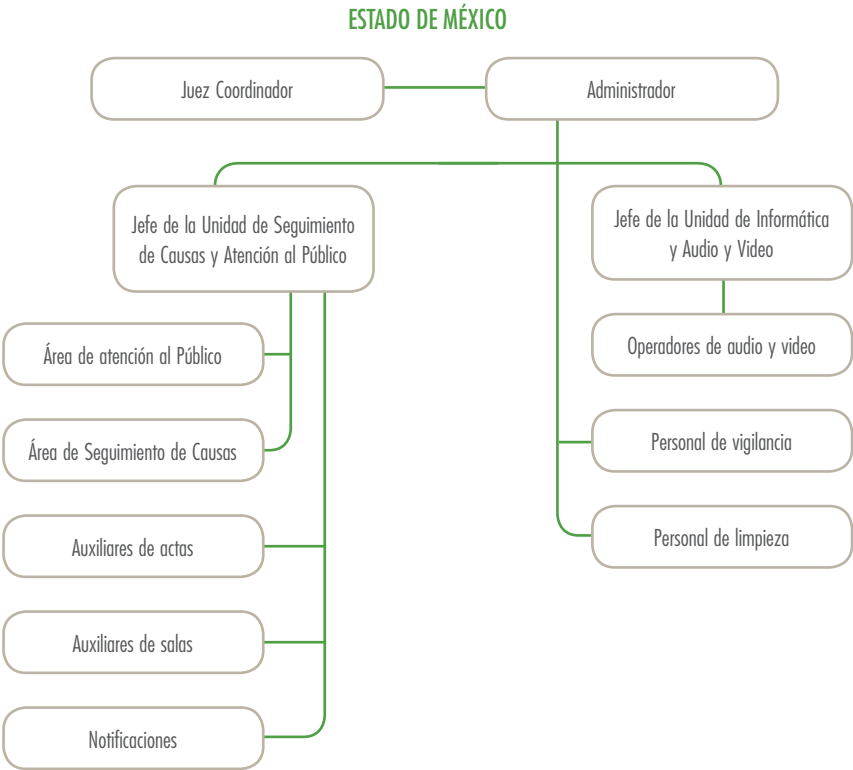 ESTADO DE MÉXICO
Juez Coordinador
Administrador
Jefe de la Unidad de Seguimiento
de Causas y Atención al Público
Jefe de la Unidad de Informática
y Audio y Video
Área de atención al Público
Operadores de audio y video
Área de Seguimiento de Causas
Personal de vigilancia
Auxiliares de actas
Personal de limpieza
Auxiliares de salas
Notificaciones